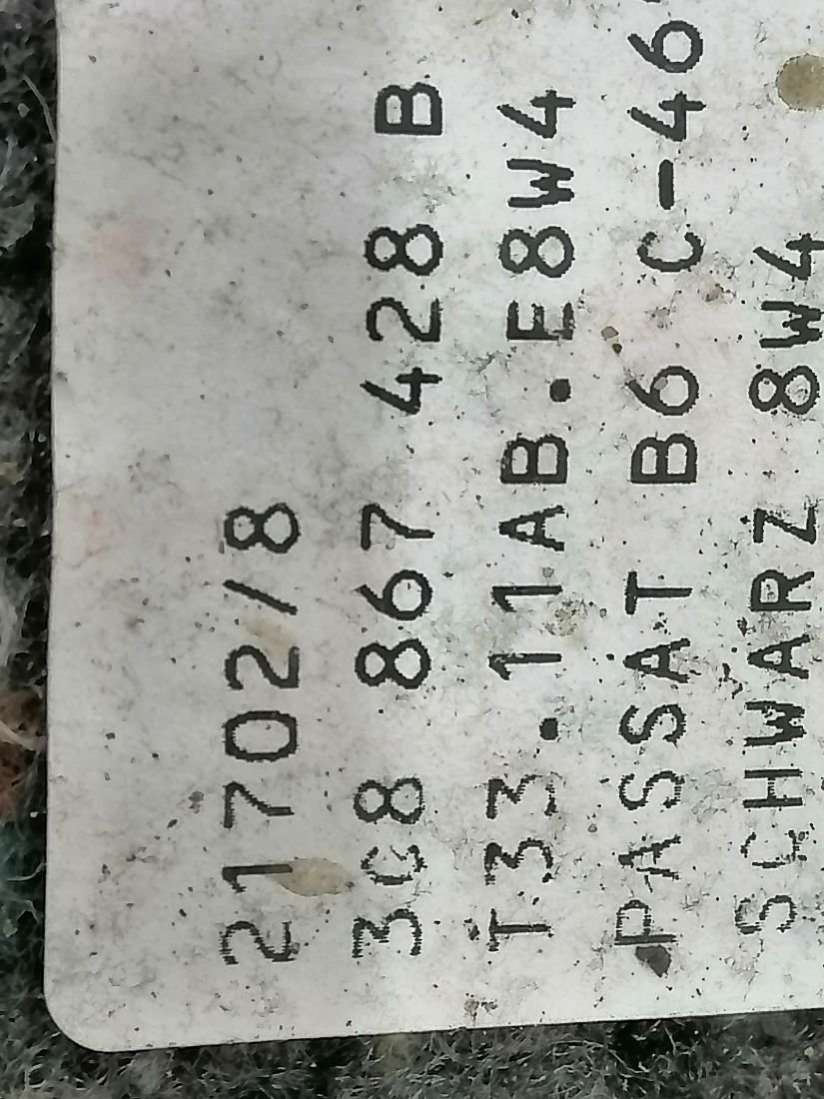 21702/8
3C8 867 428 B
T33.11AB.E8W4
PASSAT B6 C-46
SCHWARZ 8W4